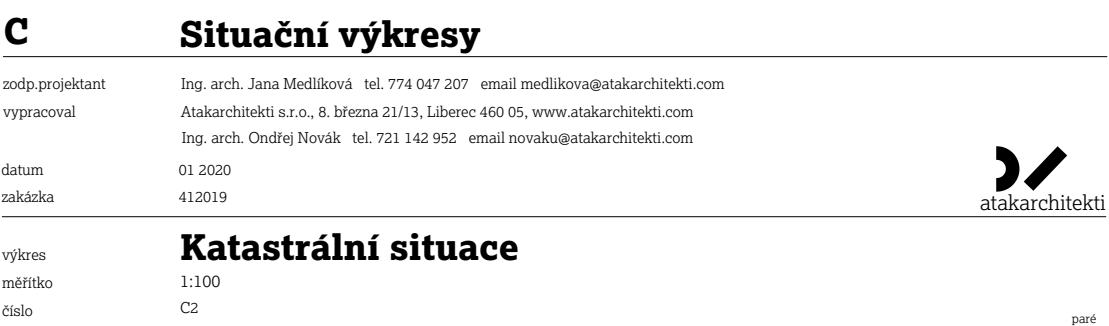 C Situační výkresy
zodp.projektant Ing. arch. Jana Medlíková tel. 774 047 207 email medlikova@atakarchitekti.com
vypracoval Atakarchitekti s.r.o., 8. března 21/13, Liberec 460 05, www.atakarchitekti.com
Ing. arch. Ondřej Novák tel. 721 142 952 email novaku@atakarchitekti.com
datum 01 2020
zakázka 412019
atakarchitekti
výkres Katastrální situace
měřítko 1:100
číslo C2
paré